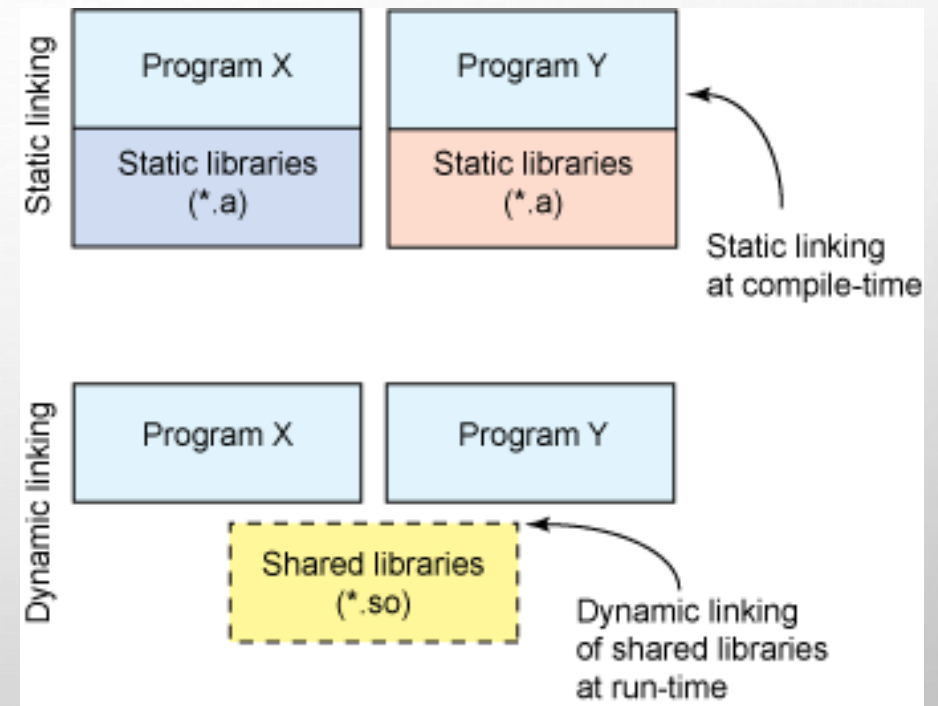 Static linking
Program X
Program Y
Static libraries
(*.a)
Static libraries
(*.a)
Static linking
at compile-time
Dynamic linking
Program X
Program Y
Shared libraries
(*.so)
Dynamic linking
of shared libraries
at run-time